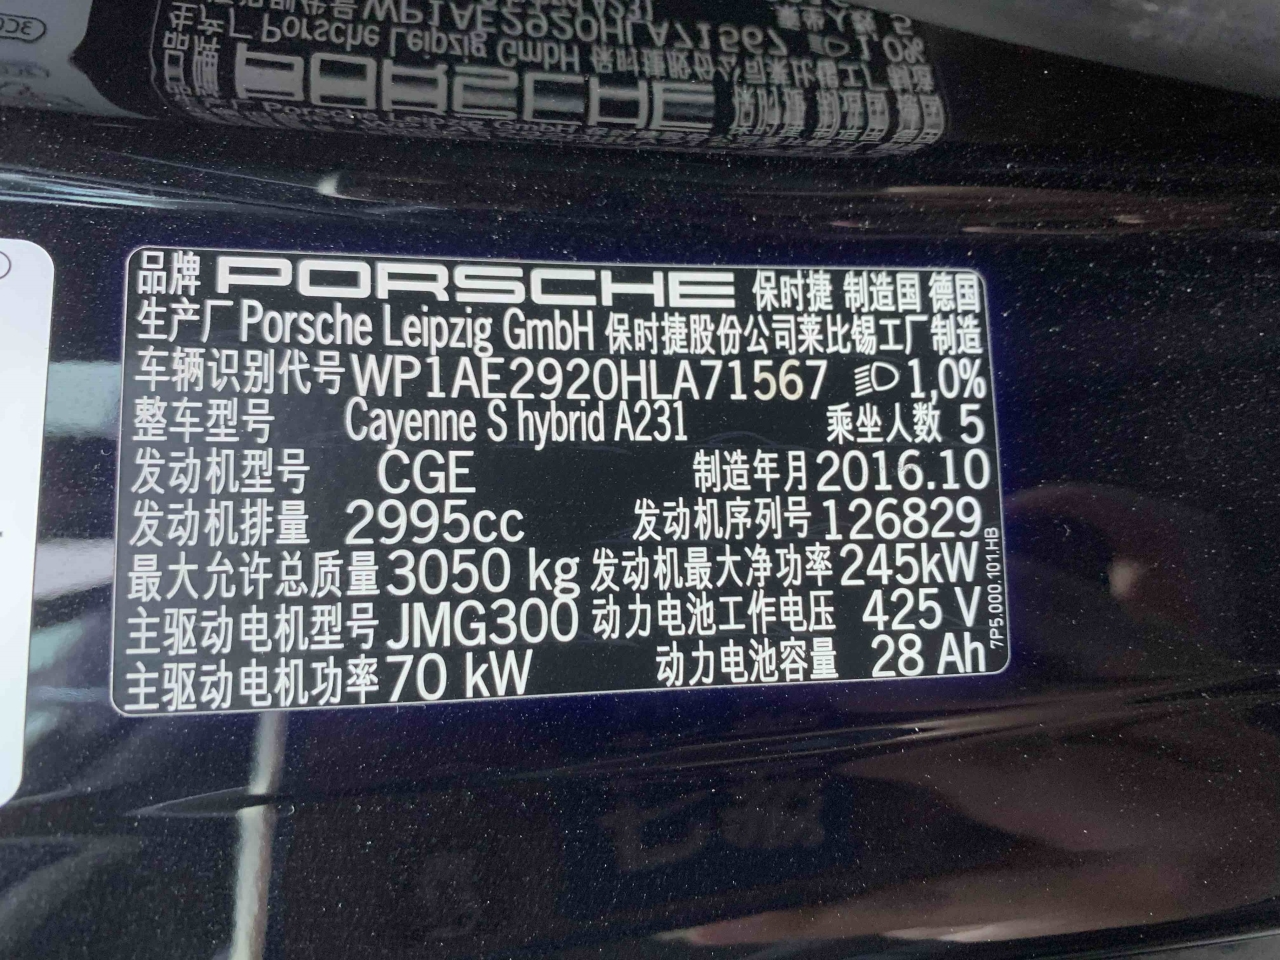 品牌 PORSCHE 保时捷 制造国 德国
生产厂 Porsche Leipzig GmbH 保时捷股份公司莱比锡工厂制造
车辆识别代号 WP1AE2920HLA71567 1,0%
整车型号 Cayenne S hybrid A231 乘坐人数 5
发动机型号 CGE 制造年月 2016.10
发动机排量 2995cc 发动机序列号 126829
最大允许总质量 3050 kg 发动机最大净功率 245kW
主驱动电机型号 JMG300 动力电池工作电压 425 V
主驱动电机功率 70 kW 动力电池容量 28 Ah
7P5.000.101.HB